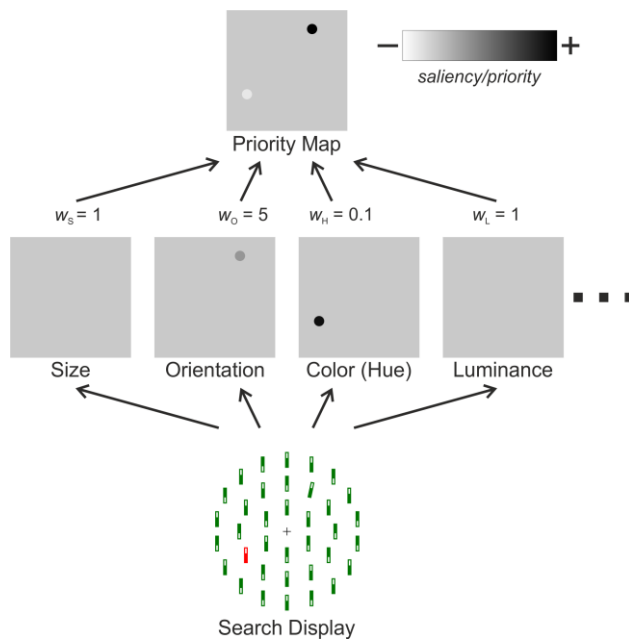 − +
saliency/priority
Priority Map
wS = 1 wO = 5 wH = 0.1 wL = 1
Size Orientation Color (Hue) Luminance
Search Display